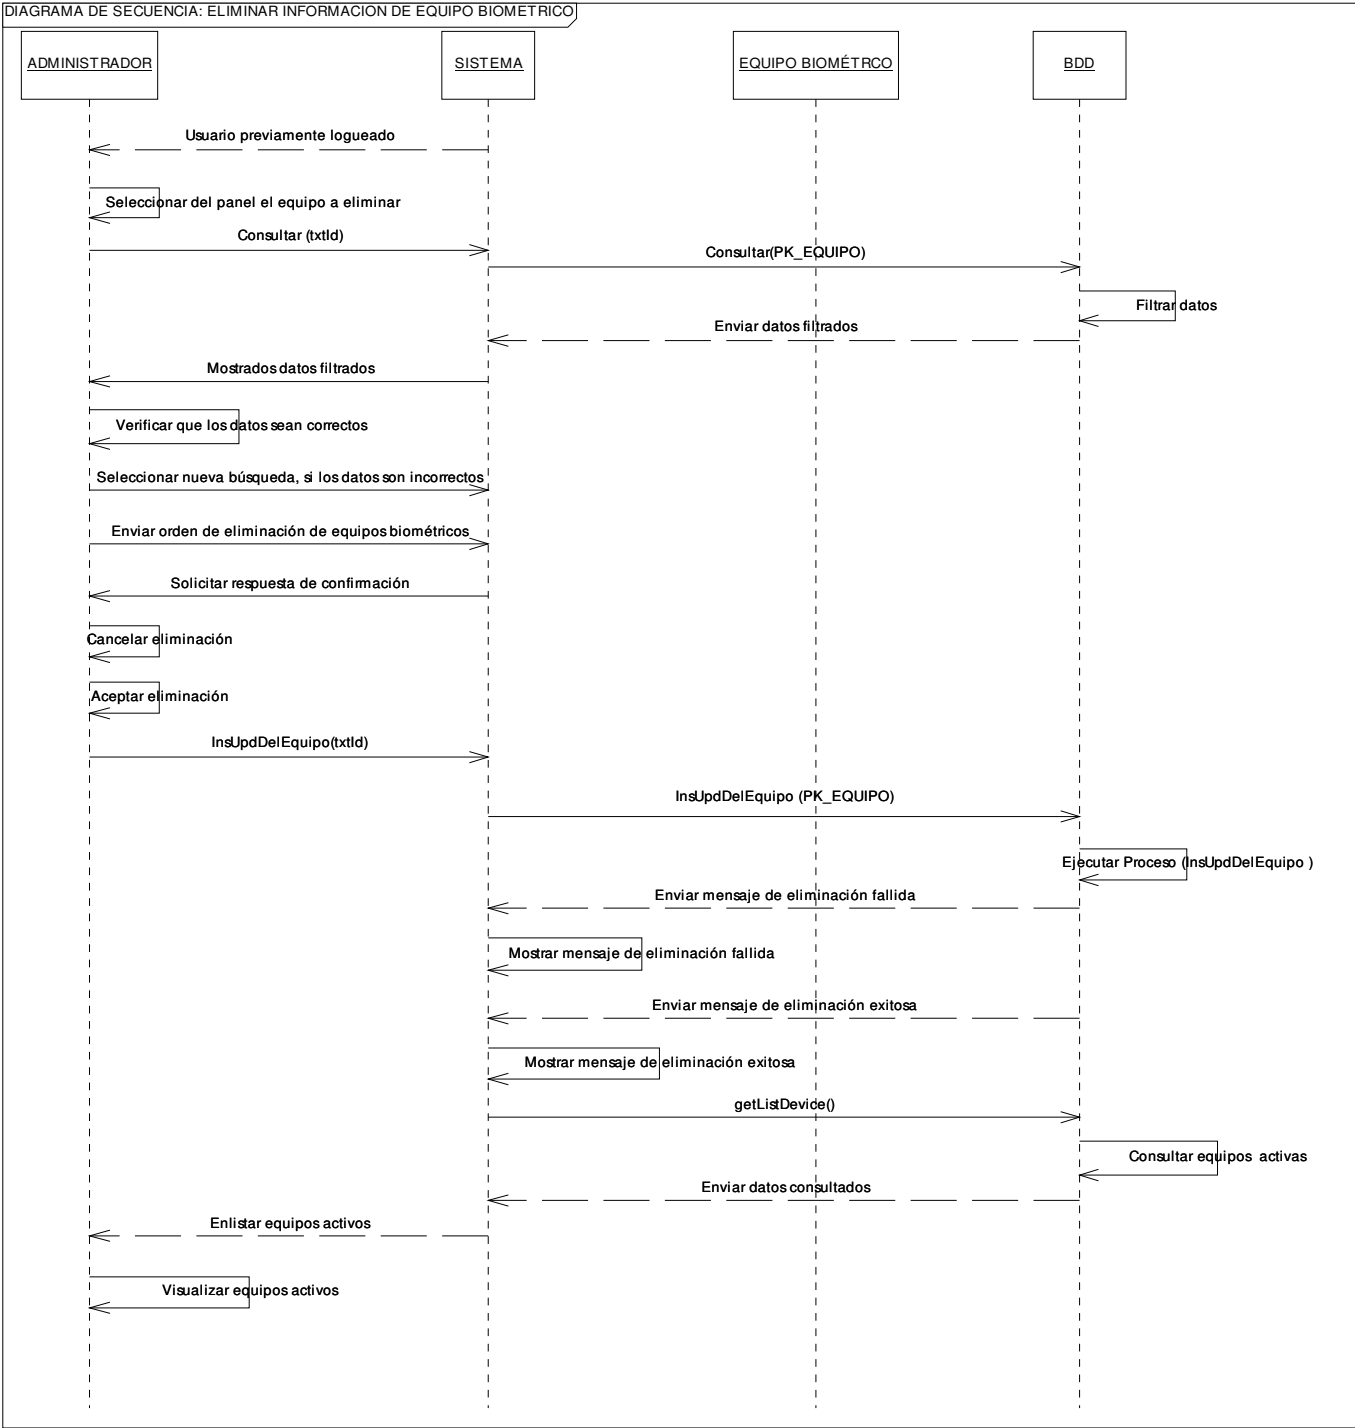 DIAGRAMA DE SECUENCIA: ELIMINAR INFORMACION DE EQUIPO BIOMETRICO
ADMINISTRADOR
SISTEMA
EQUIPO BIOMÉTRCO
BDD
Usuario previamente logueado
Seleccionar del panel el equipo a eliminar
Consultar (txtId)
Consultar(PK_EQUIPO)
Filtrar datos
Enviar datos filtrados
Mostrados datos filtrados
Verificar que los datos sean correctos
Seleccionar nueva búsqueda, si los datos son incorrectos
Enviar orden de eliminación de equipos biométricos
Solicitar respuesta de confirmación
Cancelar eliminación
Aceptar eliminación
InsUpdDelEquipo(txtId)
InsUpdDelEquipo (PK_EQUIPO)
Ejecutar Proceso (InsUpdDelEquipo )
Enviar mensaje de eliminación fallida
Mostrar mensaje de eliminación fallida
Enviar mensaje de eliminación exitosa
Mostrar mensaje de eliminación exitosa
getListDevice()
Consultar equipos  activas
Enviar datos consultados
Enlistar equipos activos
Visualizar equipos activos